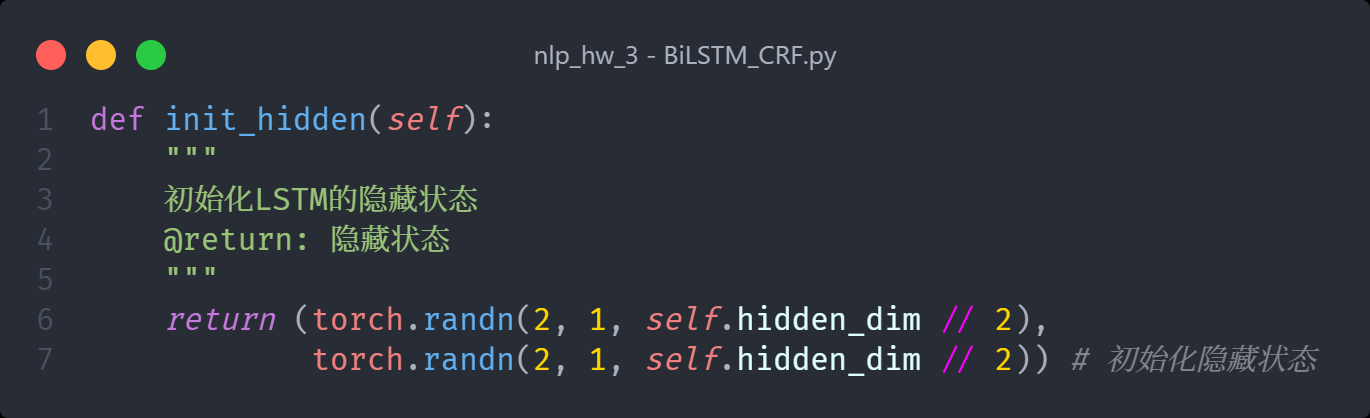 nlp_hw_3 - BiLSTM_CRF.py
1 def init_hidden(self):
2     """
3     初始化LSTM的隐藏状态
4     @return: 隐藏状态
5     """
6     return (torch.randn(2, 1, self.hidden_dim // 2),
7             torch.randn(2, 1, self.hidden_dim // 2)) # 初始化隐藏状态